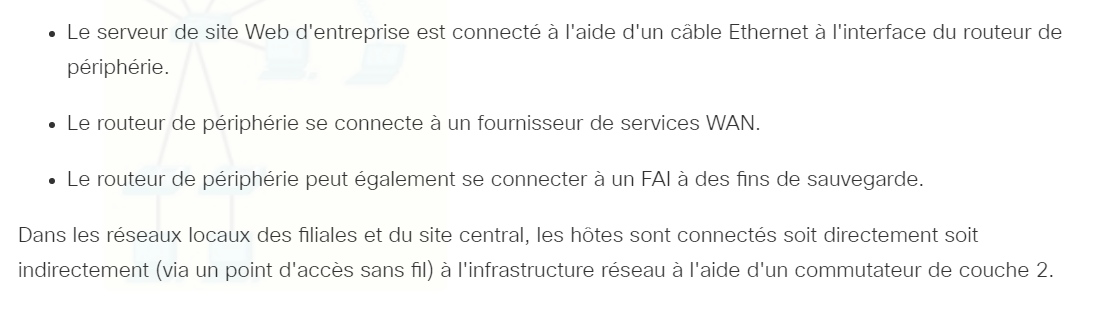 • Le serveur de site Web d'entreprise est connecté à l'aide d'un câble Ethernet à l'interface du routeur de
périphérie.
• Le routeur de périphérie se connecte à un fournisseur de services WAN.
• Le routeur de périphérie peut également se connecter à un FAI à des fins de sauvegarde.
Dans les réseaux locaux des filiales et du site central, les hôtes sont connectés soit directement soit
indirectement (via un point d'accès sans fil) à l'infrastructure réseau à l'aide d'un commutateur de couche 2.